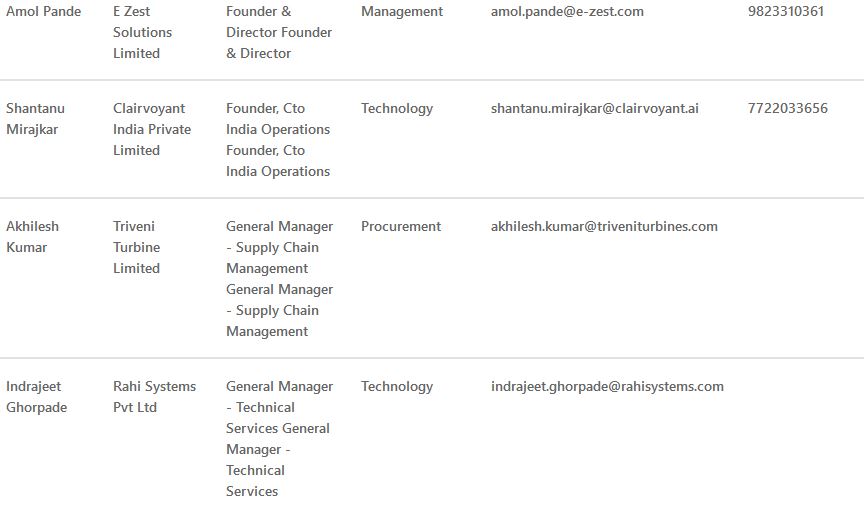 Amol Pande
E Zest
Solutions
Limited
Founder &
Director Founder
& Director
Management
amol.pande@e-zest.com
9823310361
Shantanu
Mirajkar
Clairvoyant
India Private
Limited
Founder, Cto
India Operations
Founder, Cto
India Operations
Technology
shantanu.mirajkar@clairvoyant.ai
7722033656
Akhilesh
Kumar
Triveni
Turbine
Limited
General Manager
- Supply Chain
Management
General Manager
- Supply Chain
Management
Procurement
akhilesh.kumar@triveniturbines.com
Indrajeet
Ghorpade
Rahi Systems
Pvt Ltd
General Manager
- Technical
Services General
Manager -
Technical
Services
Technology
indrajeet.ghorpade@rahisystems.com